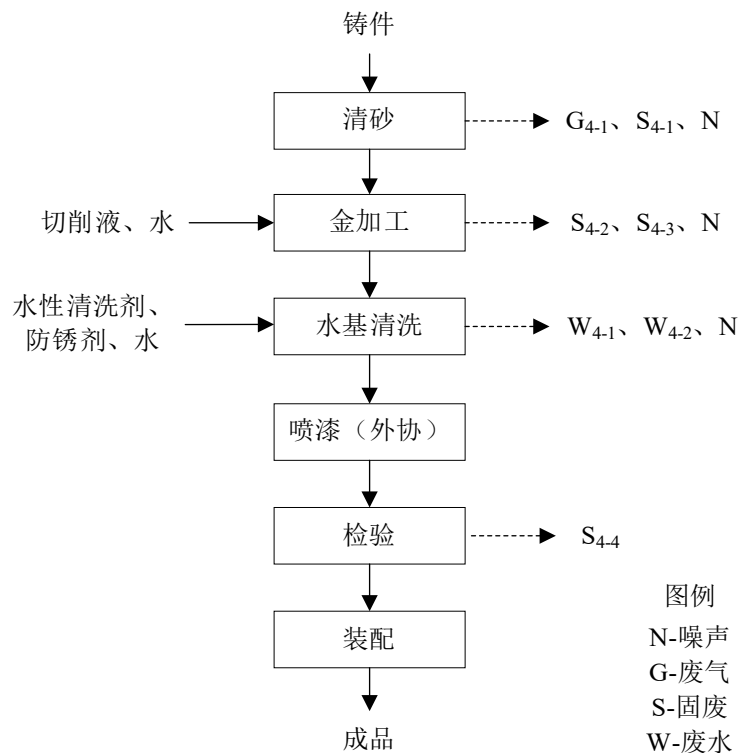 铸件
清砂
G4-1、S4-1、N
切削液、水
金加工
S4-2、S4-3、N
水性清洗剂、
防锈剂、水
水基清洗
W4-1、W4-2、N
喷漆（外协）
检验
S4-4
装配
成品
图例
N-噪声
G-废气
S-固废
W-废水